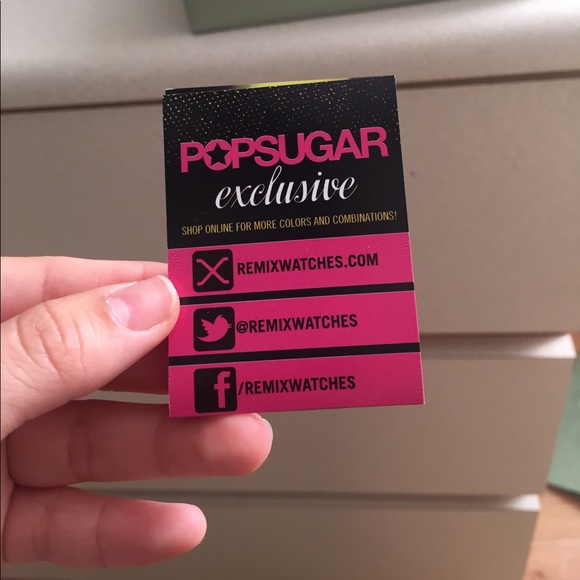 POPSUGAR
exclusive
SHOP ONLINE FOR MORE COLORS AND COMBINATIONS!
REMIXWATCHES.COM
@REMIXWATCHES
/REMIXWATCHES